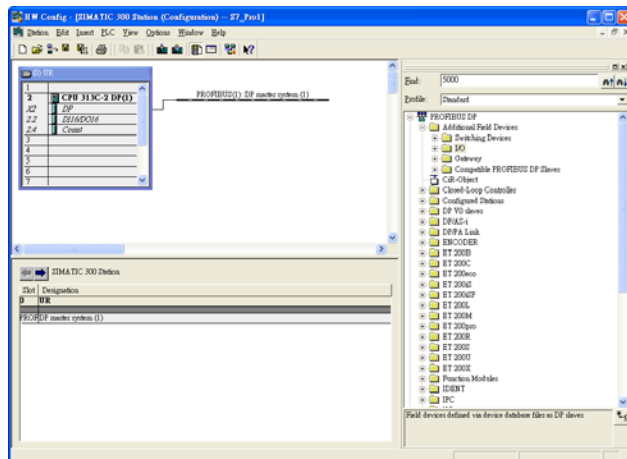 HW Config - [SIMATIC 300 Station (Configuration) -- S7_Pro1]
Station Edit Insert PLC View Options Window Help
(0) UR
1
2 CPU 313C-2 DP(1)
X2 DP
2.2 DI16/DO16
2.4 Count
3
4
5
6
7
PROFIBUS(1): DP master system (1)
SIMATIC 300 Station
Slot Designation
0 UR
PROF DP master system (1)
Find: 5000
Profile: Standard
PROFIBUS DP
Additional Field Devices
Switching Devices
I/O
Gateway
Compatible PROFIBUS DP Slaves
CiR-Object
Closed-Loop Controller
Configured Stations
DP V0 slaves
DP/AS-i
DP/PA Link
ENCODER
ET 200B
ET 200C
ET 200eco
ET 200iS
ET 200iSP
ET 200L
ET 200M
ET 200pro
ET 200R
ET 200S
ET 200U
ET 200X
Function Modules
IDENT
IPC
Field devices defined via device database files as DP slaves